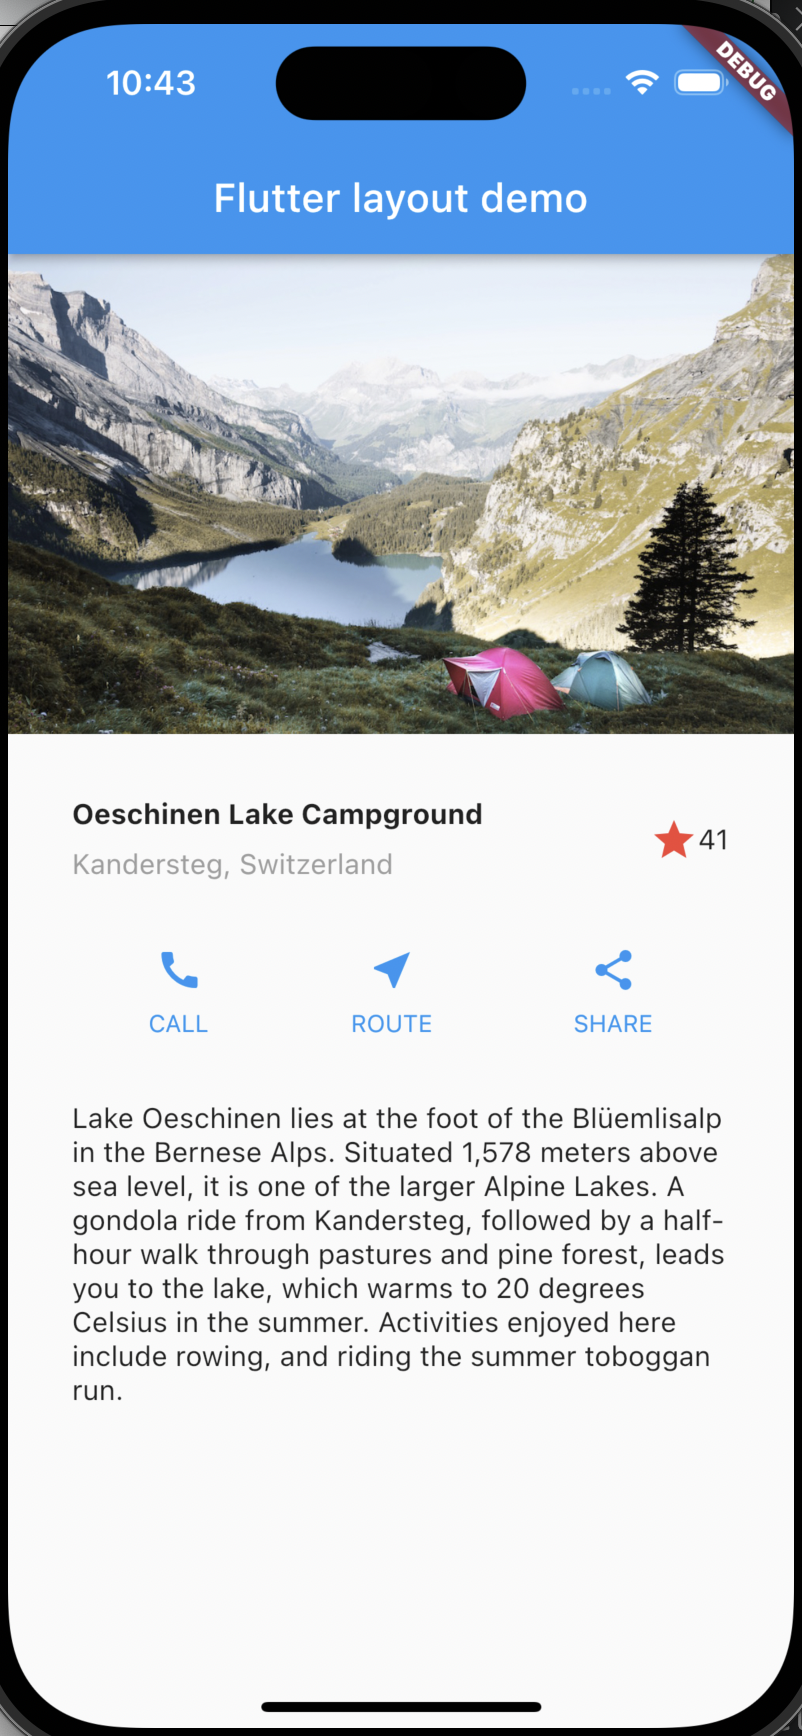 10:43
DEBUG
Flutter layout demo
Oeschinen Lake Campground
Kandersteg, Switzerland
41
CALL
ROUTE
SHARE
Lake Oeschinen lies at the foot of the Blüemlisalp
in the Bernese Alps. Situated 1,578 meters above
sea level, it is one of the larger Alpine Lakes. A
gondola ride from Kandersteg, followed by a half-
hour walk through pastures and pine forest, leads
you to the lake, which warms to 20 degrees
Celsius in the summer. Activities enjoyed here
include rowing, and riding the summer toboggan
run.